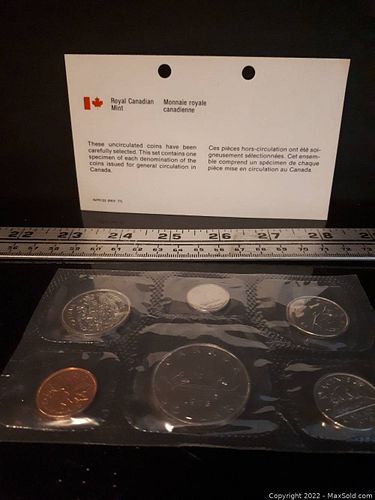 Royal Canadian
Mint
Monnaie royale
canadienne
These uncirculated coins have been
carefully selected. This set contains one
specimen of each denomination of the
coins issued for general circulation in
Canada.
Ces pièces hors-circulation ont été soi-
gneusement sélectionnées. Cet ensem-
ble comprend un spécimen de chaque
pièce mise en circulation au Canada.
22 23 24 25 26 27 28
Copyright 2022 - MaxSold.com